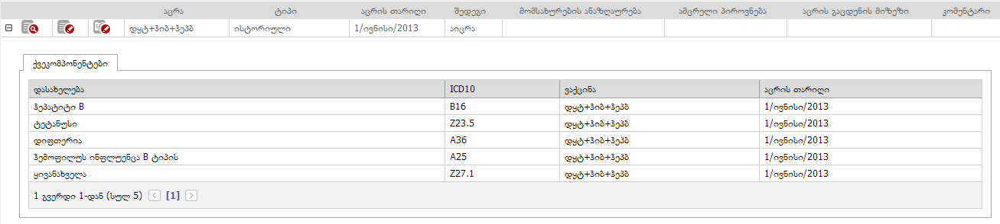 აცრა ტიპი აცრის თარიღი შედეგი მომსახურების ანაზღაურება ამცრელი პიროვნება აცრის გაცდენის მიზეზი კომენტარი
დყტ+ჰიბ+ჰეპბ ისტორიული 1/ივნისი/2013 აიცრა
ქვეკომპონენტები
დასახელება ICD10 ვაქცინა აცრის თარიღი
ჰეპატიტი B B16 დყტ+ჰიბ+ჰეპბ 1/ივნისი/2013
ტეტანუსი Z23.5 დყტ+ჰიბ+ჰეპბ 1/ივნისი/2013
დიფთერია A36 დყტ+ჰიბ+ჰეპბ 1/ივნისი/2013
ჰემოფილუს ინფლუენცა B ტიპის A25 დყტ+ჰიბ+ჰეპბ 1/ივნისი/2013
ყივანახველა Z27.1 დყტ+ჰიბ+ჰეპბ 1/ივნისი/2013
1 გვერდი 1-დან (სულ 5) < [1] >